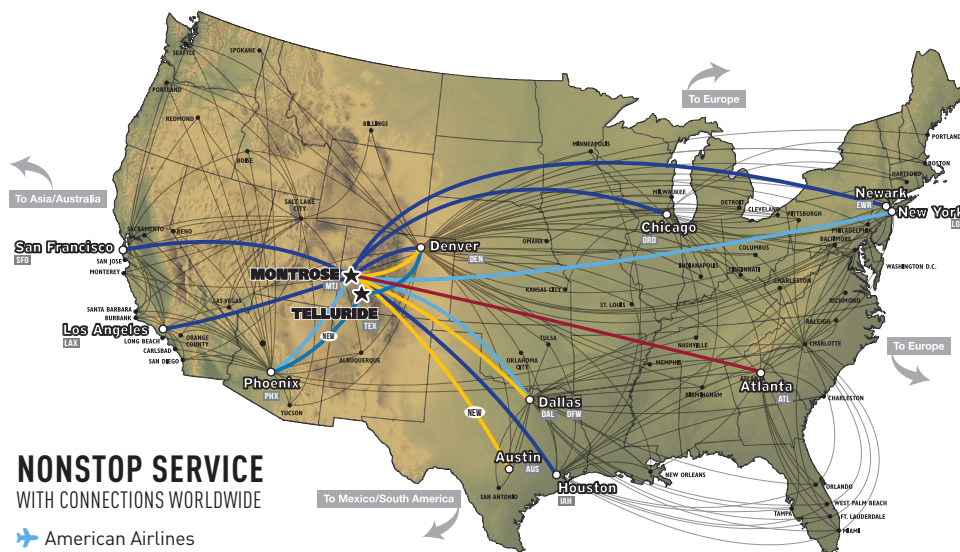 SEATTLE
SPOKANE
PORTLAND
REDMOND
BILLINGS
BOISE
MINNEAPOLIS
To Europe
PORTLAND
BOSTON
HARTFORD
To Asia/Australia
SALT LAKE
CITY
MILWAUKEE
DETROIT
CLEVELAND
PITTSBURGH
Newark
EWR
New York
Chicago
ORD
SACRAMENTO
RENO
San Francisco
SFO
SAN JOSE
MONTEREY
Denver
DEN
OMAHA
COLUMBUS
PHILADELPHIA
BALTIMORE
WASHINGTON D.C.
MONTROSE
MTJ
INDIANAPOLIS
CINCINNATI
CHARLESTON
KANSAS CITY
ST. LOUIS
RICHMOND
TELLURIDE
TEX
LAS VEGAS
SANTA BARBARA
BURBANK
Los Angeles
LAX
LONG BEACH
ORANGE
COUNTY
CARLSBAD
SAN DIEGO
NEW
ALBUQUERQUE
TULSA
OKLAHOMA
CITY
NASHVILLE
MEMPHIS
RALEIGH
CHARLOTTE
To Europe
Phoenix
PHX
TUCSON
Atlanta
ATL
BIRMINGHAM
CHARLESTON
Dallas
DAL DFW
NEW
Austin
AUS
SAN ANTONIO
Houston
IAH
NEW ORLEANS
ORLANDO
WEST PALM BEACH
TAMPA
FT. LAUDERDALE
MIAMI
To Mexico/South America
NONSTOP SERVICE
WITH CONNECTIONS WORLDWIDE
American Airlines